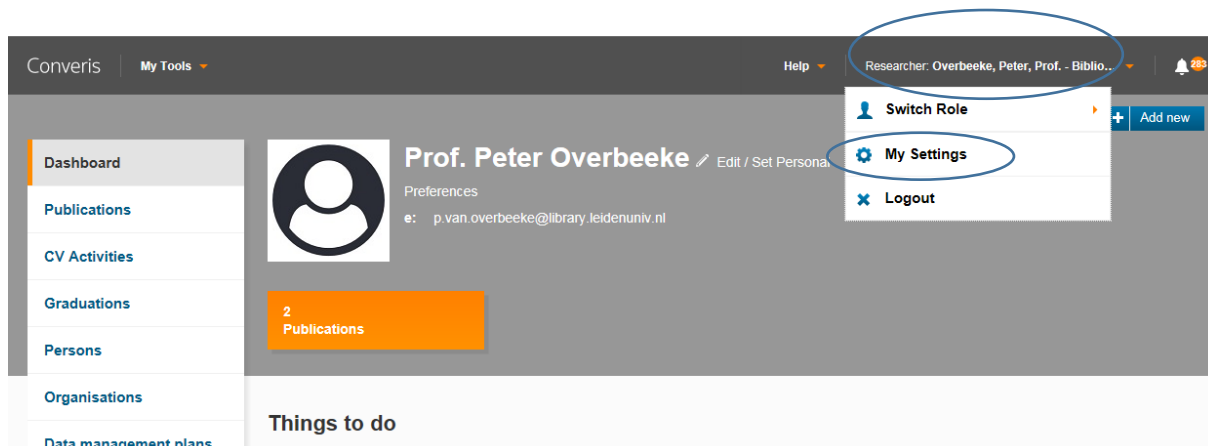 Converis
My Tools
Help
Researcher: Overbeeke, Peter, Prof. - Biblio...
283
Switch Role
My Settings
Logout
Add new
Dashboard
Publications
CV Activities
Graduations
Persons
Organisations
Data management plans
Prof. Peter Overbeeke Edit / Set Personal
Preferences
e: p.van.overbeeke@library.leidenuniv.nl
2
Publications
Things to do